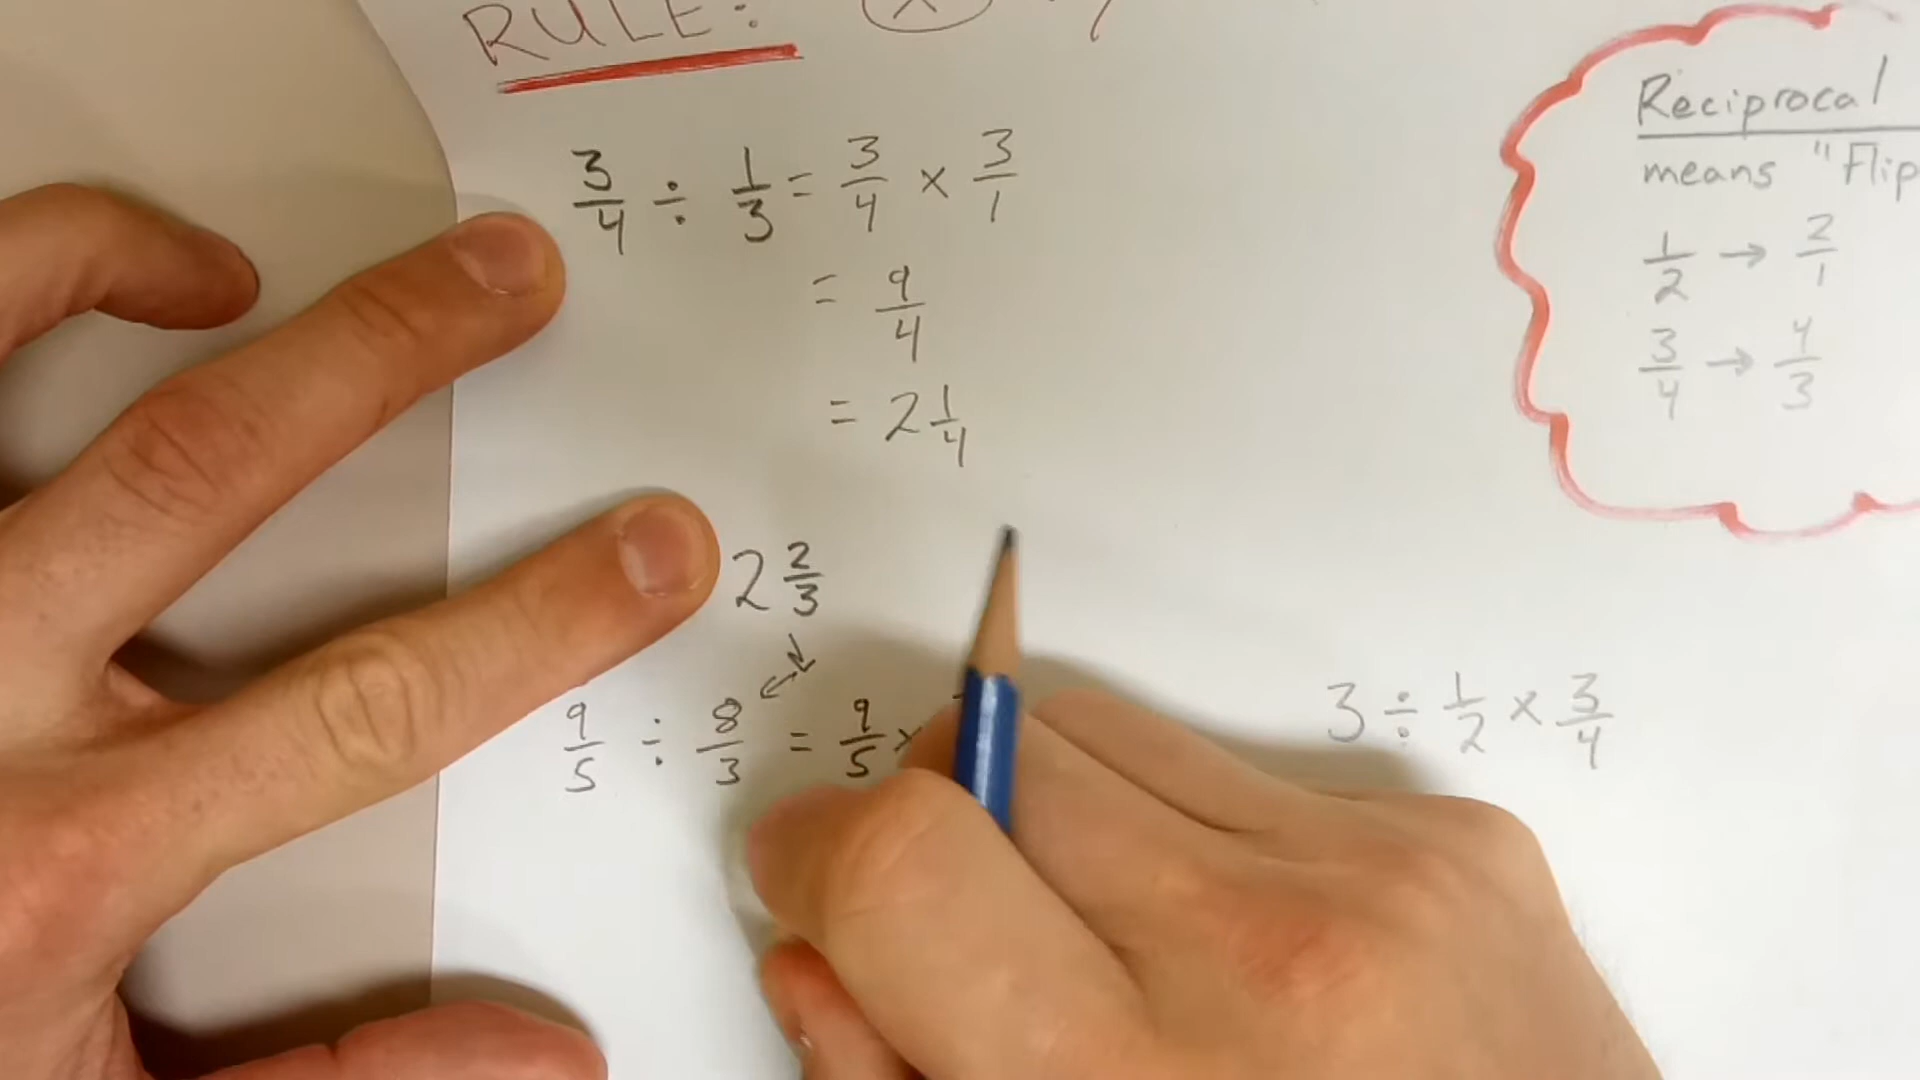 RULE: ×
3/4 ÷ 1/3 = 3/4 × 3/1
= 9/4
= 2 1/4
2 2/3
9/5 ÷ 8/3 = 9/5 ×
3 ÷ 1/2 × 3/4
Reciprocal
means "Flip
1/2 → 2/1
3/4 → 4/3